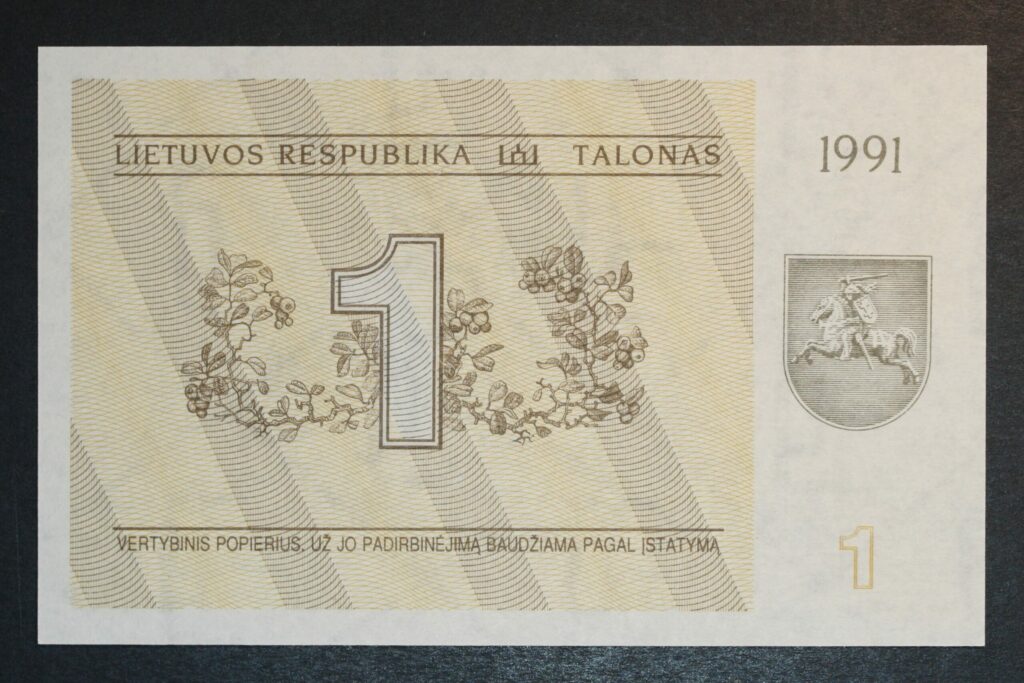 LIETUVOS RESPUBLIKA TALONAS
1991
1
VERTYBINIS POPIERIUS. UŽ JO PADIRBINĖJIMĄ BAUDŽIAMA PAGAL ĮSTATYMĄ
1